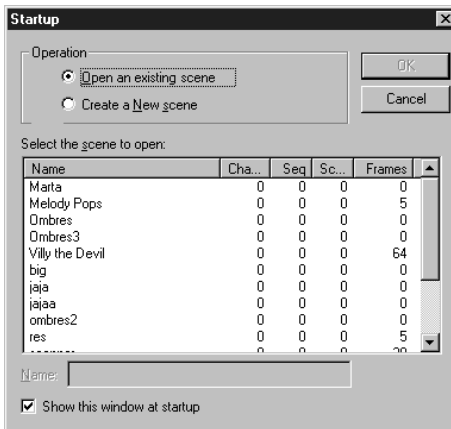 Startup
Operation
Open an existing scene
Create a New scene
OK
Cancel
Select the scene to open:
Name Cha... Seq Sc... Frames
Marta 0 0 0 0
Melody Pops 0 0 0 5
Ombres 0 0 0 0
Ombres3 0 0 0 0
Villy the Devil 0 0 0 64
big 0 0 0 0
jaja 0 0 0 0
jajaa 0 0 0 0
ombres2 0 0 0 0
res 0 0 0 5
Name:
Show this window at startup